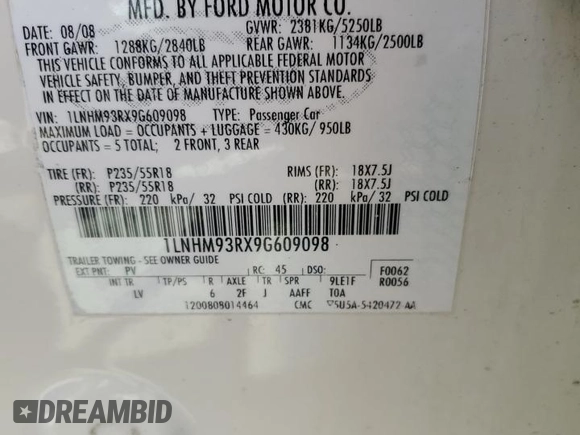 MFD. BY FORD MOTOR CO.
DATE: 08/08 GVWR: 2381KG/5250LB
FRONT GAWR: 1288KG/2840LB REAR GAWR: 1134KG/2500LB
THIS VEHICLE CONFORMS TO ALL APPLICABLE FEDERAL MOTOR
VEHICLE SAFETY, BUMPER, AND THEFT PREVENTION STANDARDS
IN EFFECT ON THE DATE OF MANUFACTURE SHOWN ABOVE.
VIN: 1LNHM93RX9G609098 TYPE: Passenger Car
MAXIMUM LOAD = OCCUPANTS + LUGGAGE = 430KG/ 950LB
OCCUPANTS = 5 TOTAL; 2 FRONT, 3 REAR
TIRE (FR): P235/55R18 RIMS (FR): 18X7.5J
(RR): P235/55R18 (RR): 18X7.5J
PRESSURE (FR): 220 kPa/ 32 PSI COLD (RR): 220 kPa/ 32 PSI COLD
1LNHM93RX9G609098
TRAILER TOWING- SEE OWNER GUIDE
EXT PNT: PV RC: 45 DSO: F0062
INT TR TP/PS R AXLE TR SPR 9LE1F R0056
LV 6 2F J AAFF TOA
1200808014464 CMC
DREAMBID